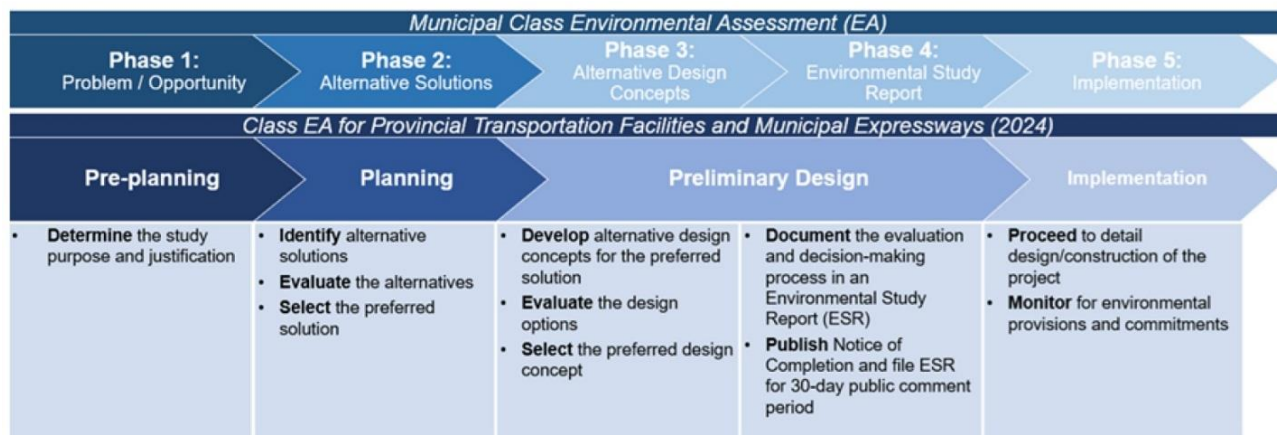 Municipal Class Environmental Assessment (EA)
Phase 1:
Problem / Opportunity
Phase 2:
Alternative Solutions
Phase 3:
Alternative Design
Concepts
Phase 4:
Environmental Study
Report
Phase 5:
Implementation
Class EA for Provincial Transportation Facilities and Municipal Expressways (2024)
Pre-planning
Planning
Preliminary Design
Implementation
• Determine the study
purpose and justification
• Identify alternative
solutions
• Evaluate the alternatives
• Select the preferred
solution
• Develop alternative design
concepts for the preferred
solution
• Evaluate the design
options
• Select the preferred design
concept
• Document the evaluation
and decision-making
process in an
Environmental Study
Report (ESR)
• Publish Notice of
Completion and file ESR
for 30-day public comment
period
• Proceed to detail
design/construction of the
project
• Monitor for environmental
provisions and commitments